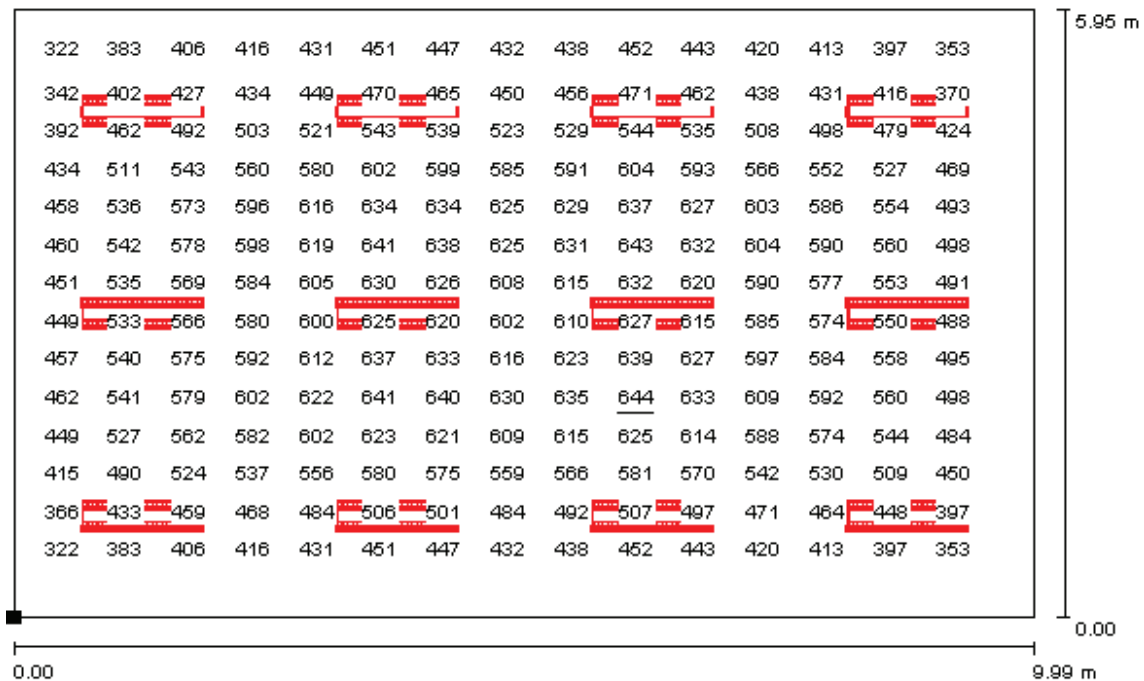 5.95 m
322 383 406 416 431 451 447 432 438 452 443 420 413 397 353
342 402 427 434 449 470 465 450 456 471 462 438 431 416 370
392 462 492 503 521 543 539 523 529 544 535 508 498 479 424
434 511 543 560 580 602 599 585 591 604 593 566 552 527 469
458 536 573 596 616 634 634 625 629 637 627 603 586 554 493
460 542 578 598 619 641 638 625 631 643 632 604 590 560 498
451 535 569 584 605 630 626 608 615 632 620 590 577 553 491
449 533 566 580 600 625 620 602 610 627 615 585 574 550 488
457 540 575 592 612 637 633 616 623 639 627 597 584 558 495
462 541 579 602 622 641 640 630 635 644 633 609 592 560 498
449 527 562 582 602 623 621 609 615 625 614 588 574 544 484
415 490 524 537 556 580 575 559 566 581 570 542 530 509 450
366 433 459 468 484 506 501 484 492 507 497 471 464 448 397
322 383 406 416 431 451 447 432 438 452 443 420 413 397 353
0.00
0.00 9.99 m